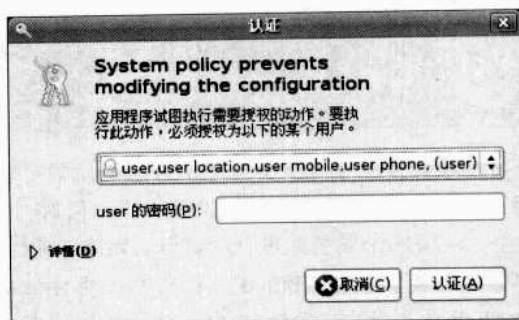 认证
System policy prevents
modifying the configuration
应用程序试图执行需要授权的动作。要执
行此动作，必须授权为以下的某个用户。
user,user location,user mobile,user phone, (user)
user 的密码(P):
详情(D)
取消(C)
认证(A)